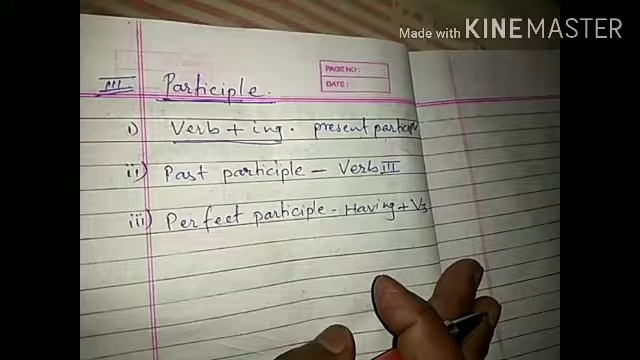 Made with KINEMASTER
PAGE NO:
DATE:
III Participle.
i) Verb + ing. present participle
ii) Past participle – Verb III
iii) Perfect participle - Having + V3